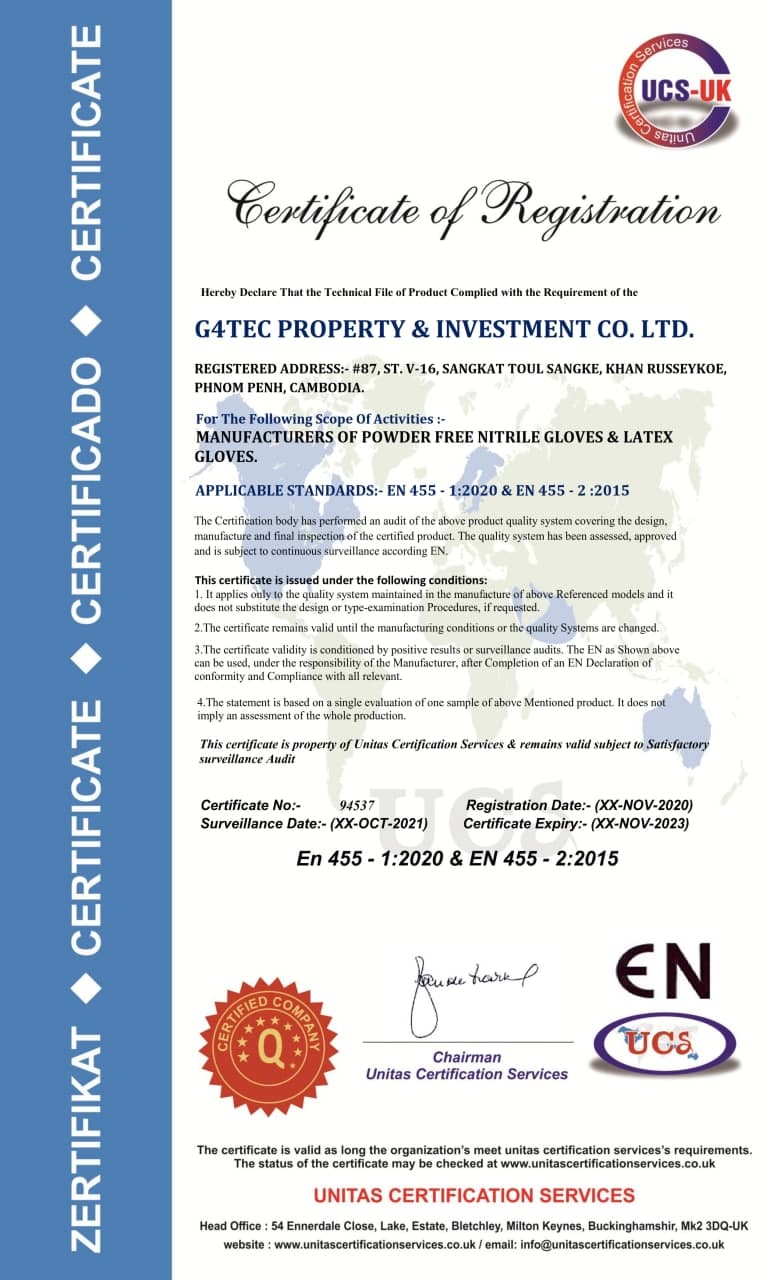 ZERTIFIKAT ◆ CERTIFICATE ◆ CERTIFICADO ◆ CERTIFICATE
Certification Services
UCS-UK
Unitas
Certificate of Registration
Hereby Declare That the Technical File of Product Complied with the Requirement of the
G4TEC PROPERTY & INVESTMENT CO. LTD.
REGISTERED ADDRESS:- #87, ST. V-16, SANGKAT TOUL SANGKE, KHAN RUSSEYKOE,
PHNOM PENH, CAMBODIA.
For The Following Scope Of Activities :-
MANUFACTURERS OF POWDER FREE NITRILE GLOVES & LATEX
GLOVES.
APPLICABLE STANDARDS:- EN 455 - 1:2020 & EN 455 - 2 :2015
The Certification body has performed an audit of the above product quality system covering the design,
manufacture and final inspection of the certified product. The quality system has been assessed, approved
and is subject to continuous surveillance according EN.
This certificate is issued under the following conditions:
1. It applies only to the quality system maintained in the manufacture of above Referenced models and it
does not substitute the design or type-examination Procedures, if requested.
2.The certificate remains valid until the manufacturing conditions or the quality Systems are changed.
3.The certificate validity is conditioned by positive results or surveillance audits. The EN as Shown above
can be used, under the responsibility of the Manufacturer, after Completion of an EN Declaration of
conformity and Compliance with all relevant.
4.The statement is based on a single evaluation of one sample of above Mentioned product. It does not
imply an assessment of the whole production.
This certificate is property of Unitas Certification Services & remains valid subject to Satisfactory
surveillance Audit
UCS
Certificate No:- 94537 Registration Date:- (XX-NOV-2020)
Surveillance Date:- (XX-OCT-2021) Certificate Expiry:- (XX-NOV-2023)
En 455 - 1:2020 & EN 455 - 2:2015
CERTIFIED COMPANY
Q
EN
UCS
Chairman
Unitas Certification Services
The certificate is valid as long the organization's meet unitas certification services's requirements.
The status of the certificate may be checked at www.unitascertificationservices.co.uk
UNITAS CERTIFICATION SERVICES
Head Office : 54 Ennerdale Close, Lake, Estate, Bletchley, Milton Keynes, Buckinghamshir, Mk2 3DQ-UK
website : www.unitascertificationservices.co.uk / email: info@unitascertificationservices.co.uk